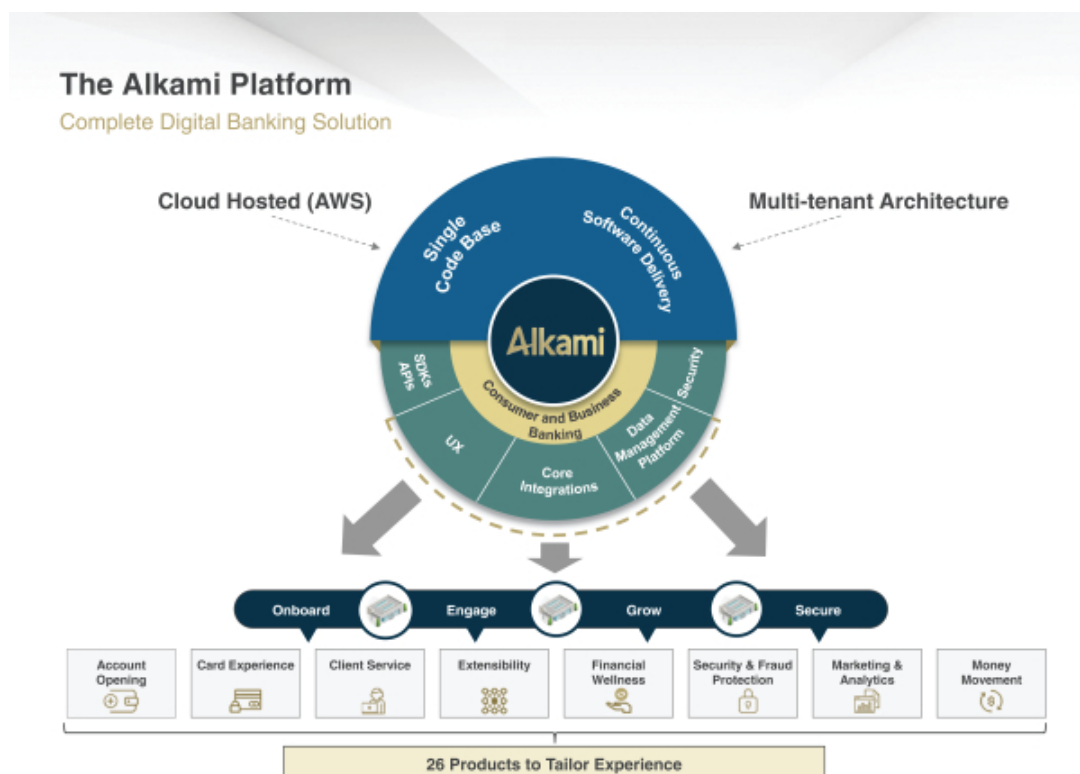 The Alkami Platform
Complete Digital Banking Solution
Cloud Hosted (AWS)
Multi-tenant Architecture
Single
Code Base
Continuous
Software Delivery
Alkami
SDKs
APIs
Security
Consumer and Business
Banking
UX
Data
Management
Platform
Core
Integrations
Onboard
Engage
Grow
Secure
Account
Opening
Card Experience
Client Service
Extensibility
Financial
Wellness
Security & Fraud
Protection
Marketing &
Analytics
Money
Movement
26 Products to Tailor Experience